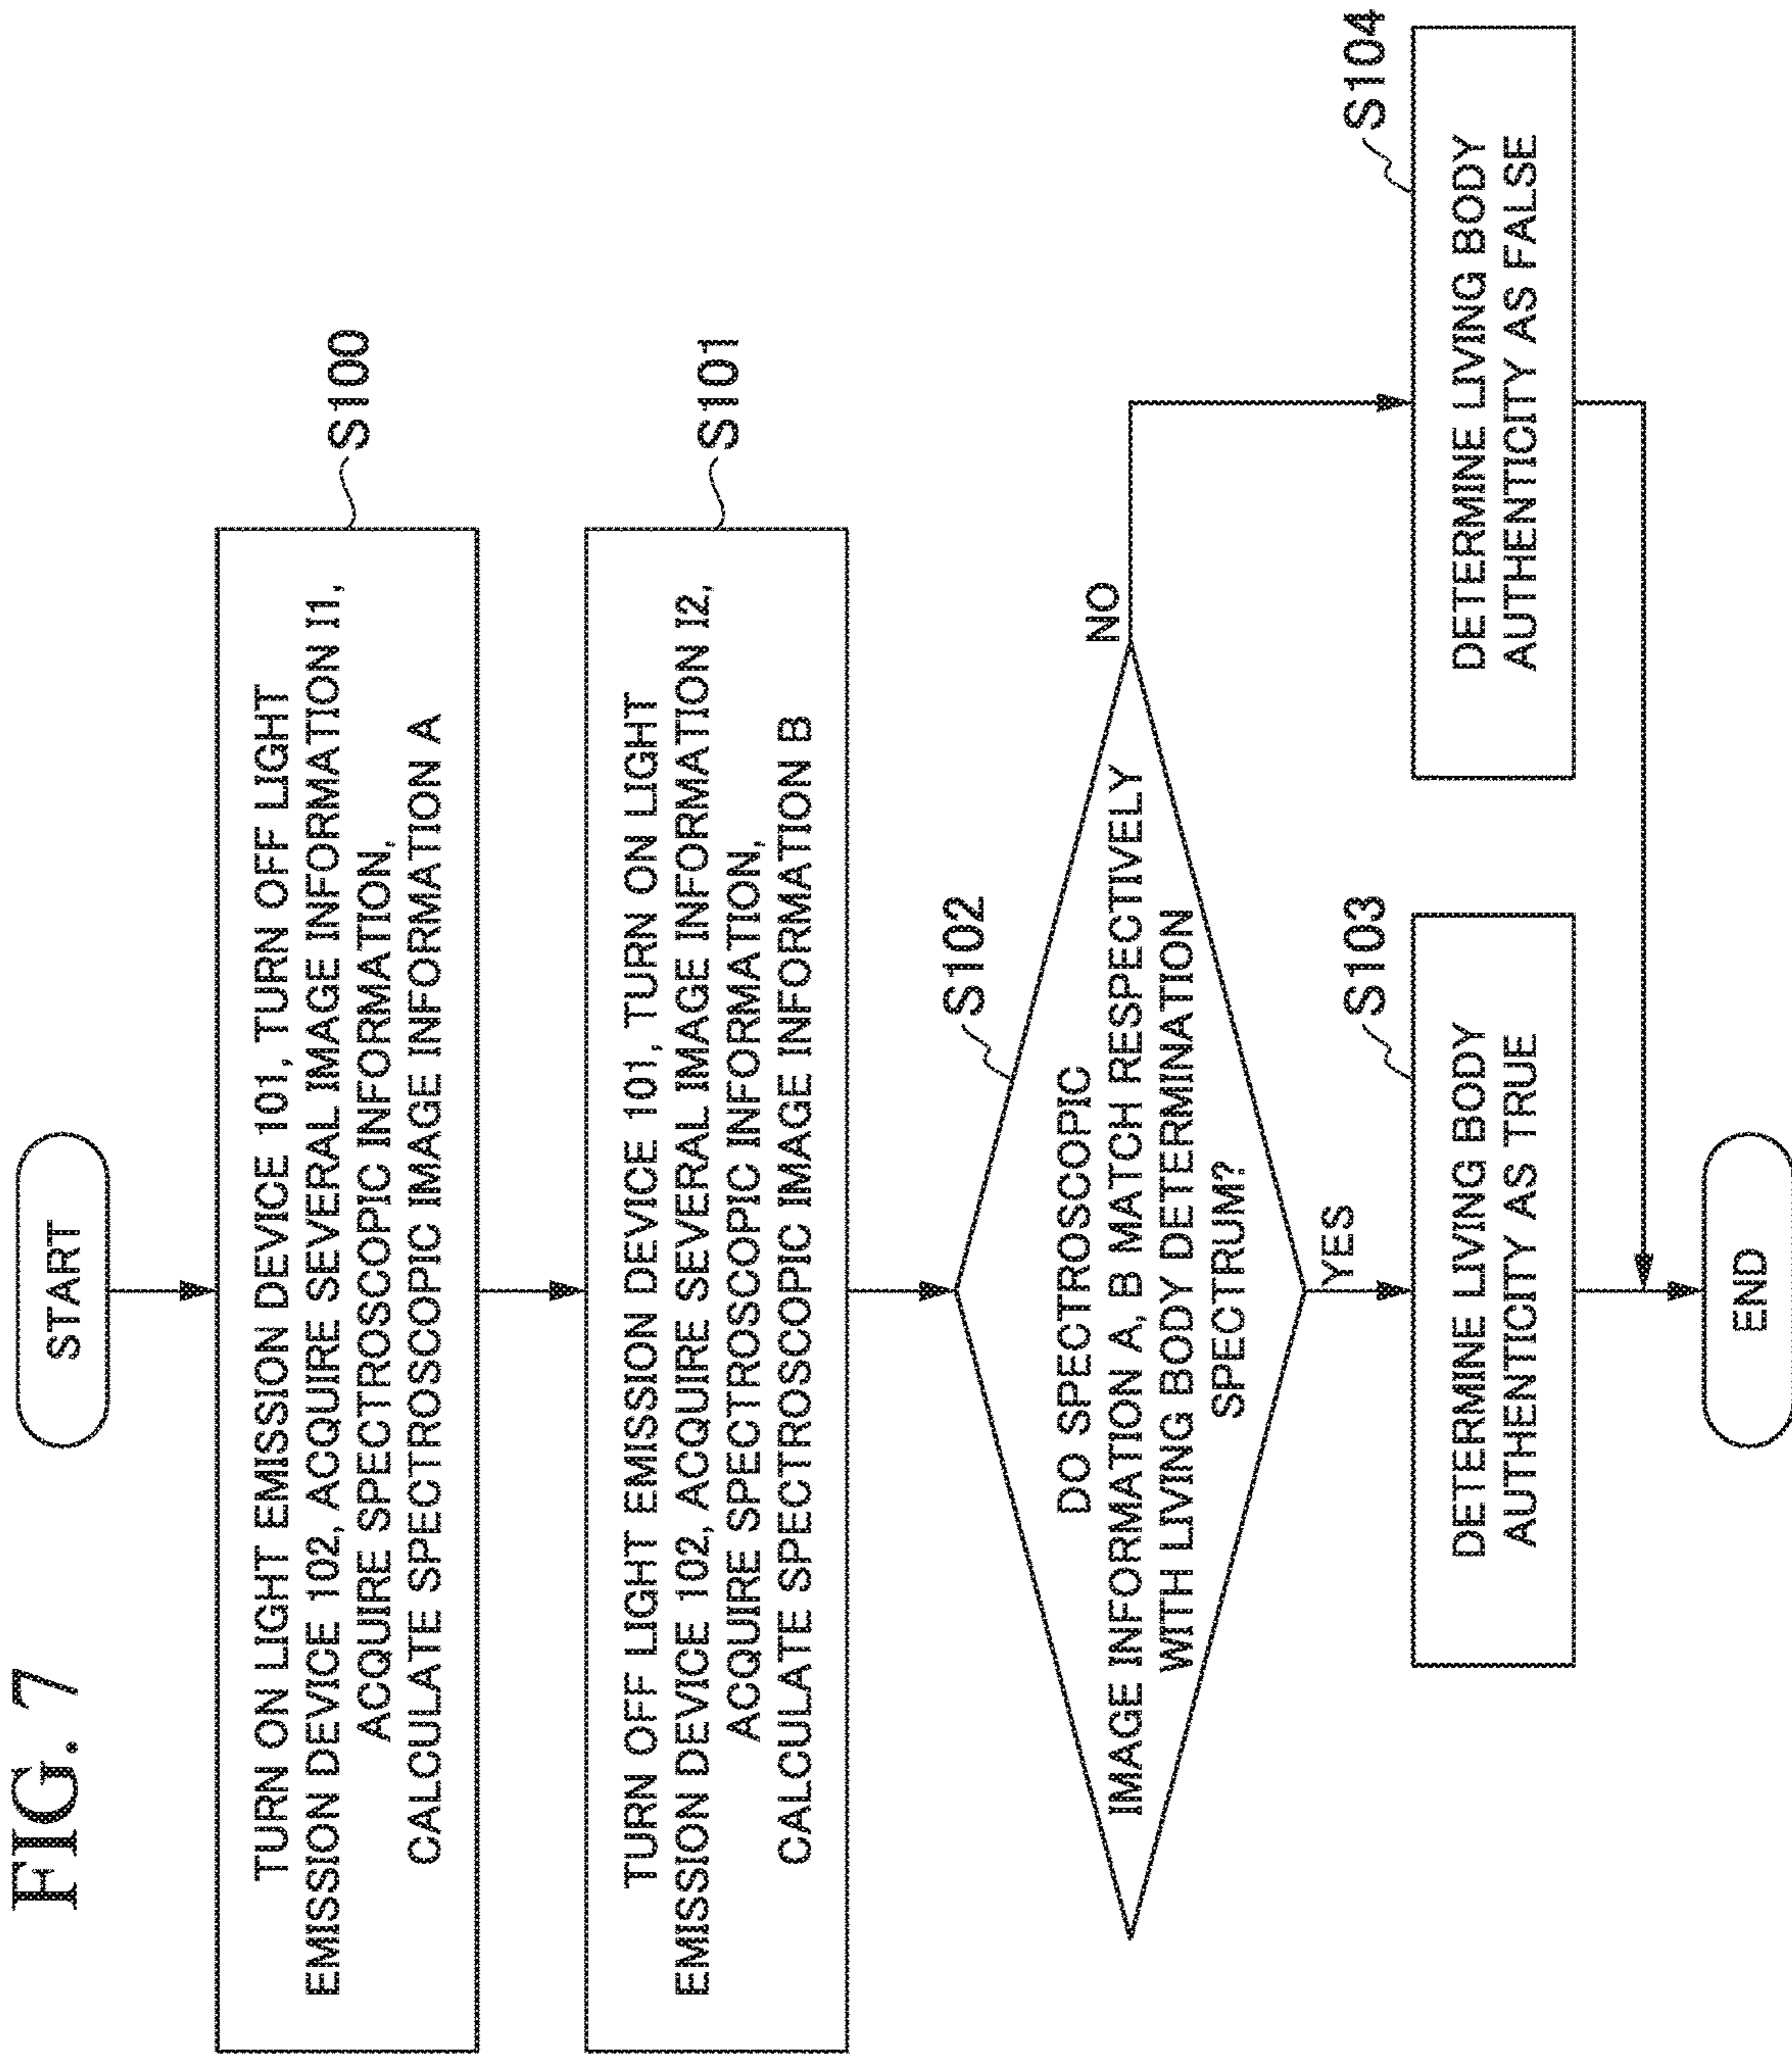 FIG. 7
START
S100
TURN ON LIGHT EMISSION DEVICE 101, TURN OFF LIGHT
EMISSION DEVICE 102, ACQUIRE SEVERAL IMAGE INFORMATION I1,
ACQUIRE SPECTROSCOPIC INFORMATION,
CALCULATE SPECTROSCOPIC IMAGE INFORMATION A
S101
TURN OFF LIGHT EMISSION DEVICE 101, TURN ON LIGHT
EMISSION DEVICE 102, ACQUIRE SEVERAL IMAGE INFORMATION I2,
ACQUIRE SPECTROSCOPIC INFORMATION,
CALCULATE SPECTROSCOPIC IMAGE INFORMATION B
S102
DO SPECTROSCOPIC
IMAGE INFORMATION A, B MATCH RESPECTIVELY
WITH LIVING BODY DETERMINATION
SPECTRUM?
NO
YES
S103
DETERMINE LIVING BODY
AUTHENTICITY AS TRUE
S104
DETERMINE LIVING BODY
AUTHENTICITY AS FALSE
END